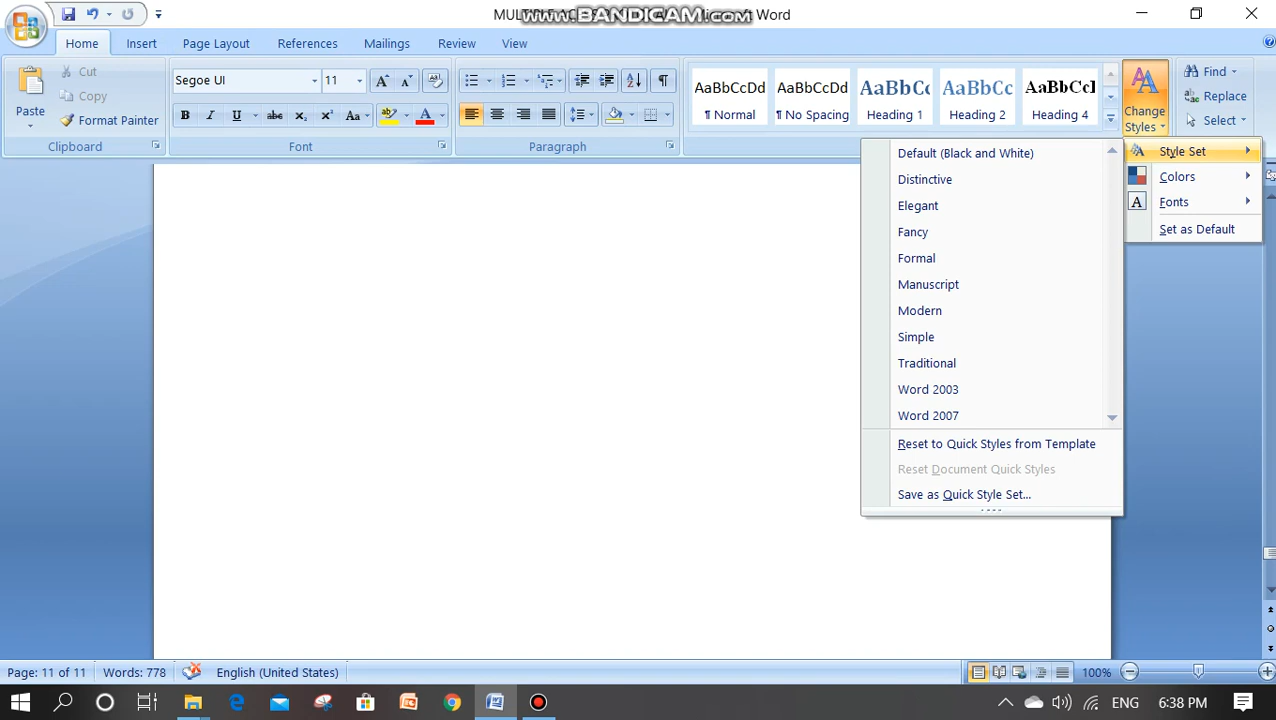 MULTIPLE AC
www.BANDICAM.com
ft Word
Home
Insert
Page Layout
References
Mailings
Review
View
Paste
Cut
Copy
Format Painter
Clipboard
Segoe UI
11
Font
Paragraph
AaBbCcDd
¶ Normal
AaBbCcDd
¶ No Spacing
AaBbCc
Heading 1
AaBbCc
Heading 2
AaBbCcI
Heading 4
Change
Styles
Find
Replace
Select
Style Set
Colors
Fonts
Set as Default
Default (Black and White)
Distinctive
Elegant
Fancy
Formal
Manuscript
Modern
Simple
Traditional
Word 2003
Word 2007
Reset to Quick Styles from Template
Reset Document Quick Styles
Save as Quick Style Set...
Page: 11 of 11
Words: 778
English (United States)
100%
ENG
6:38 PM